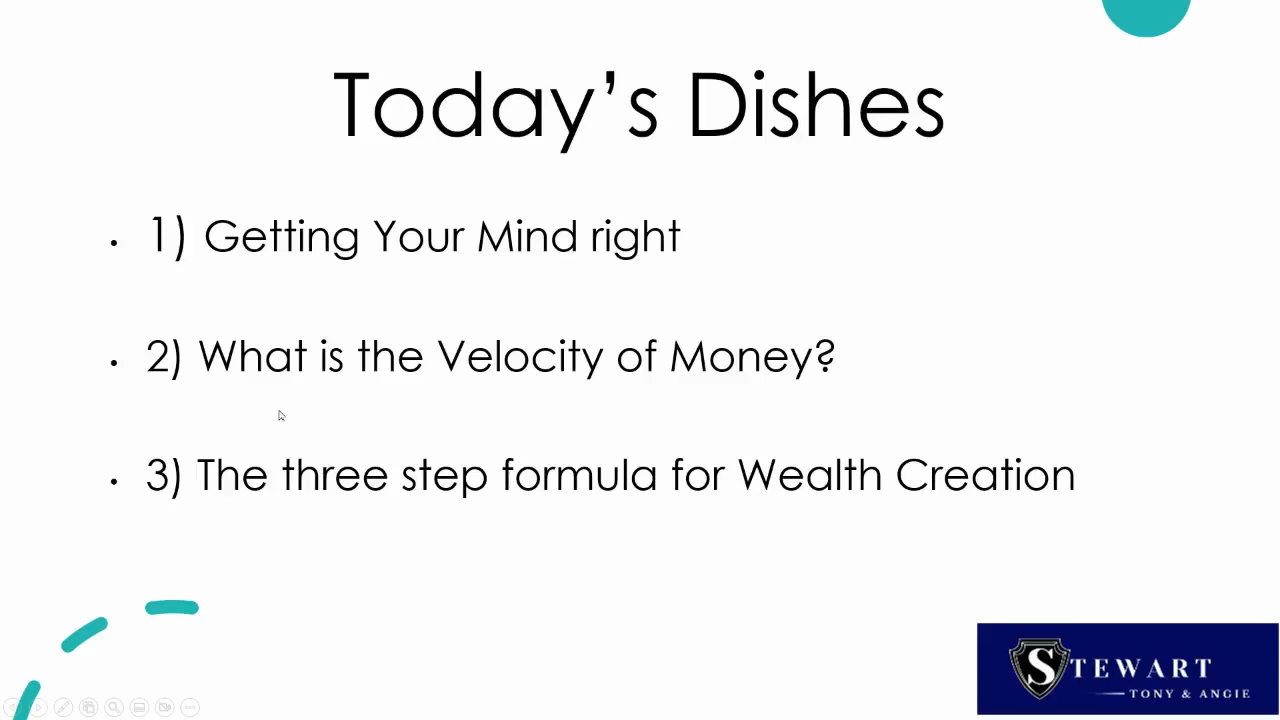 Today’s Dishes
• 1) Getting Your Mind right
• 2) What is the Velocity of Money?
• 3) The three step formula for Wealth Creation
STEWART
TONY & ANGIE